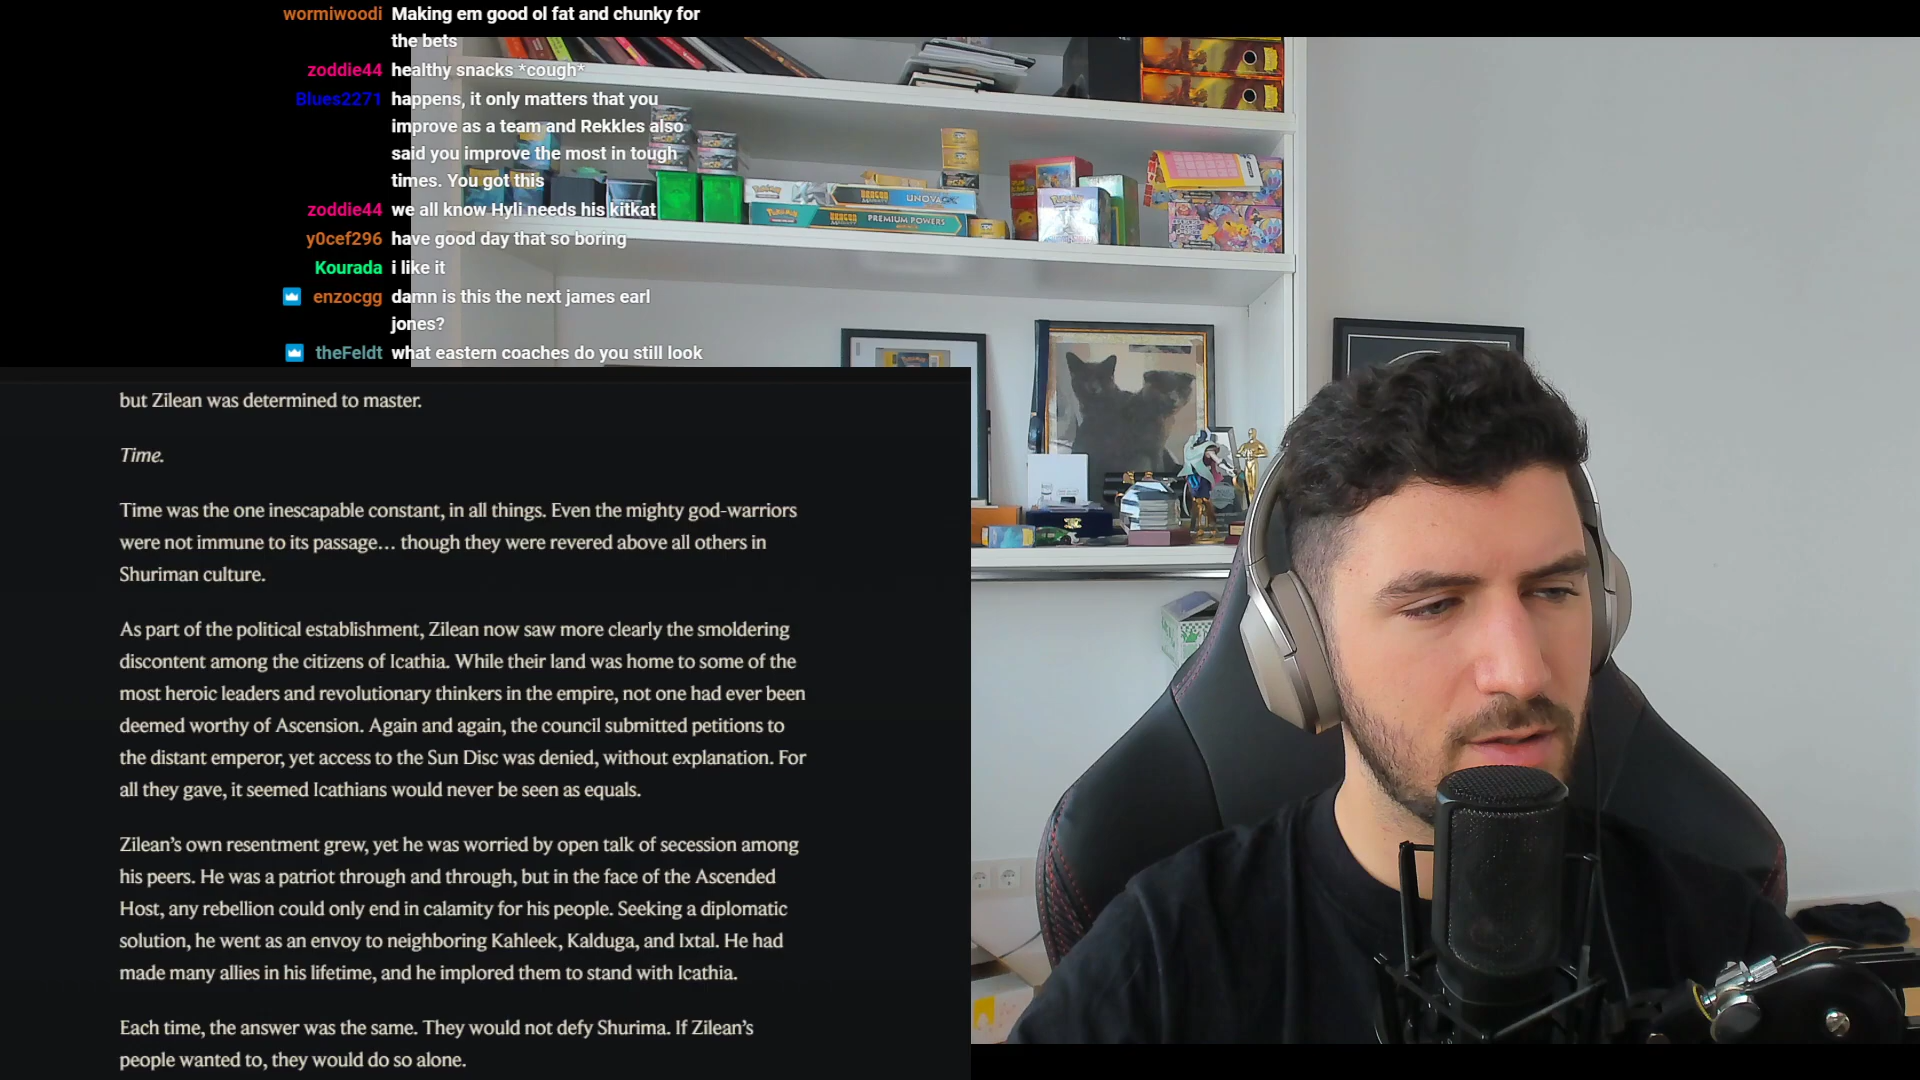 wormiwoodi Making em good ol fat and chunky for
the bets
zoddie44 healthy snacks *cough*
Blues2271 happens, it only matters that you
improve as a team and Rekkles also
said you improve the most in tough
times. You got this
zoddie44 we all know Hyli needs his kitkat
y0cef296 have good day that so boring
Kourada i like it
enzocgg damn is this the next james earl
jones?
theFeldt what eastern coaches do you still look
UNOVA
PREMIUM POWERS
but Zilean was determined to master.
Time.
Time was the one inescapable constant, in all things. Even the mighty god-warriors
were not immune to its passage… though they were revered above all others in
Shuriman culture.
As part of the political establishment, Zilean now saw more clearly the smoldering
discontent among the citizens of Icathia. While their land was home to some of the
most heroic leaders and revolutionary thinkers in the empire, not one had ever been
deemed worthy of Ascension. Again and again, the council submitted petitions to
the distant emperor, yet access to the Sun Disc was denied, without explanation. For
all they gave, it seemed Icathians would never be seen as equals.
Zilean’s own resentment grew, yet he was worried by open talk of secession among
his peers. He was a patriot through and through, but in the face of the Ascended
Host, any rebellion could only end in calamity for his people. Seeking a diplomatic
solution, he went as an envoy to neighboring Kahleek, Kalduga, and Ixtal. He had
made many allies in his lifetime, and he implored them to stand with Icathia.
Each time, the answer was the same. They would not defy Shurima. If Zilean’s
people wanted to, they would do so alone.